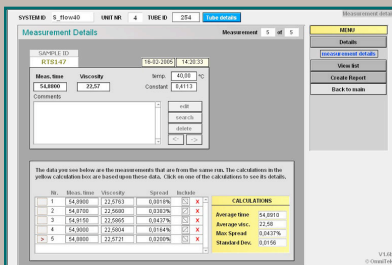 SYSTEM ID S_flow40 UNIT NR 4 TUBE ID 254 Tube details
Measurement detail
Measurement Details Measurement 5 of 5
MENU
Details
measurement details
View list
Create Report
Back to main
SAMPLE ID
RTS147 16-02-2005 14:20:33
Meas. time Viscosity Temp. 40,00 °C
54,8900 22,57 Constant 0,4113
Comments
edit
search
delete
<- ->
The data you see below are the measurements that are from the same run. The calculations in the
yellow calculation box are based upon these data. Click on one of the calculations to see its details.
Nr. Meas. time Viscosity Spread Include
1 54,8900 22,5763 0,0018% X
2 54,8700 22,5680 0,0383% X
3 54,9150 22,5865 0,0437% X
4 54,9000 22,5804 0,0164% X
> 5 54,8800 22,5721 0,0200% X
CALCULATIONS
Average time 54,8910
Average visc. 22,58
Max Spread 0,0437%
Standard Dev. 0,0156
© OmniTek